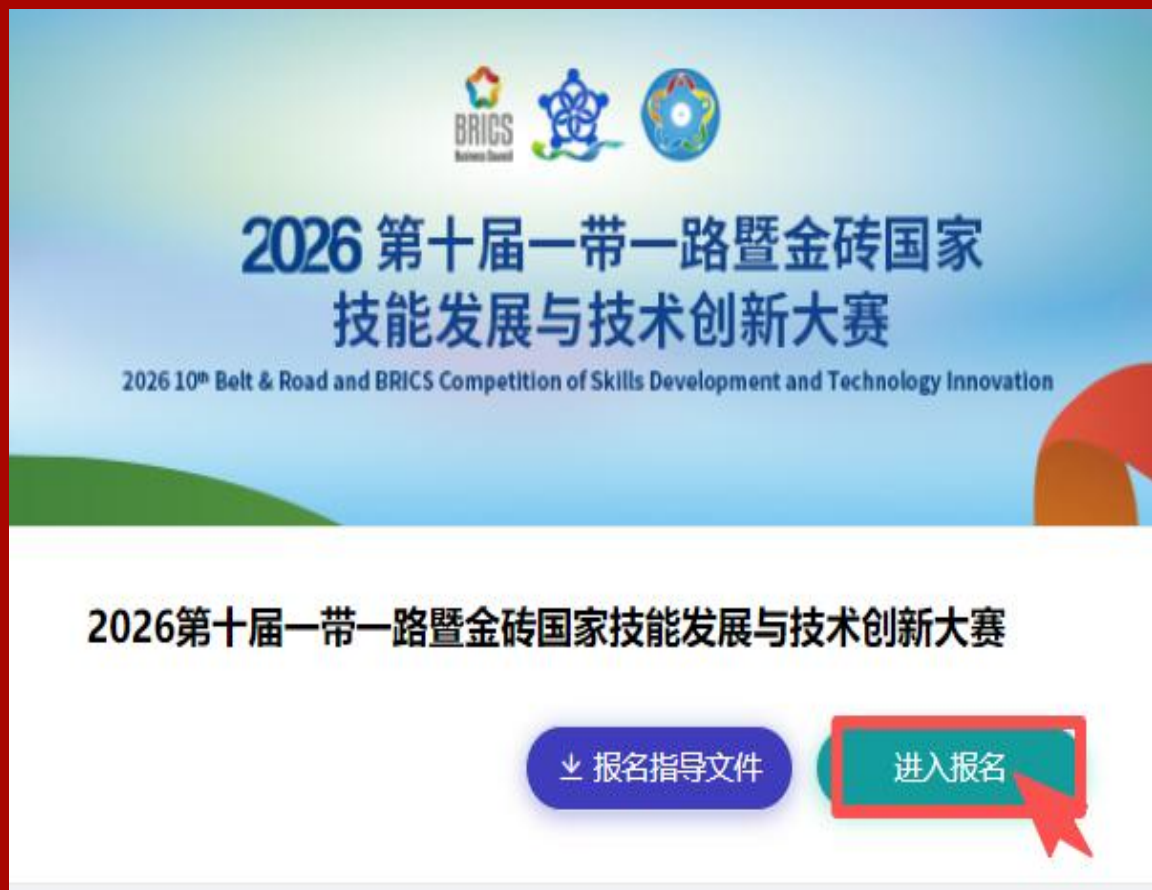 BRICS
Business Council
2026 第十届一带一路暨金砖国家
技能发展与技术创新大赛
2026 10th Belt & Road and BRICS Competition of Skills Development and Technology Innovation
2026第十届一带一路暨金砖国家技能发展与技术创新大赛
报名指导文件
进入报名